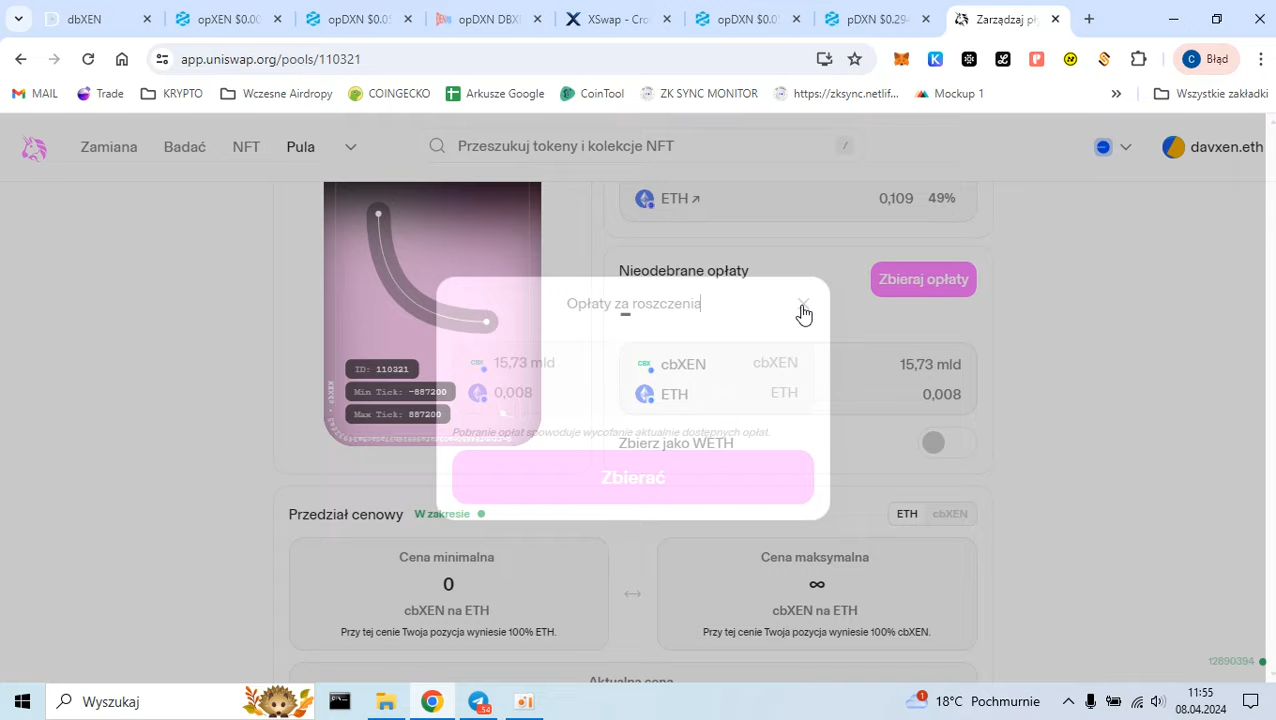 opXEN $0.00
opDXN $0.05
opDXN DBX
XSwap - Cro
opDXN $0.05
pDXN $0.29
Zarządzaj pł
app.uniswap.org/pools/110321
Błąd
MAIL
Trade
KRYPTO
Wczesne Airdropy
COINGECKO
Arkusze Google
CoinTool
ZK SYNC MONITOR
https://zksync.netlif...
Mockup 1
»
Wszystkie zakładki
Zamiana
Badać
NFT
Pula
Przeszukuj tokeny i kolekcje NFT
/
davxen.eth
ETH ↗
0,109
49%
Nieodebrane opłaty
Zbieraj opłaty
Opłaty za roszczenia
15,73 mld
cbXEN
0,008
ETH
cbXEN
15,73 mld
ETH
0,008
Pobranie opłat spowoduje wycofanie aktualnie dostępnych opłat.
Zbierz jako WETH
Zbierać
ID: 110321
Min Tick: -887200
Max Tick: 887200
Przedział cenowy
W zakresie
ETH
cbXEN
Cena minimalna
0
cbXEN na ETH
Przy tej cenie Twoja pozycja wyniesie 100% ETH.
Cena maksymalna
∞
cbXEN na ETH
Przy tej cenie Twoja pozycja wyniesie 100% cbXEN.
Aktualna cena
12890394
Wyszukaj
34
1
18°C Pochmurnie
11:55
08.04.2024